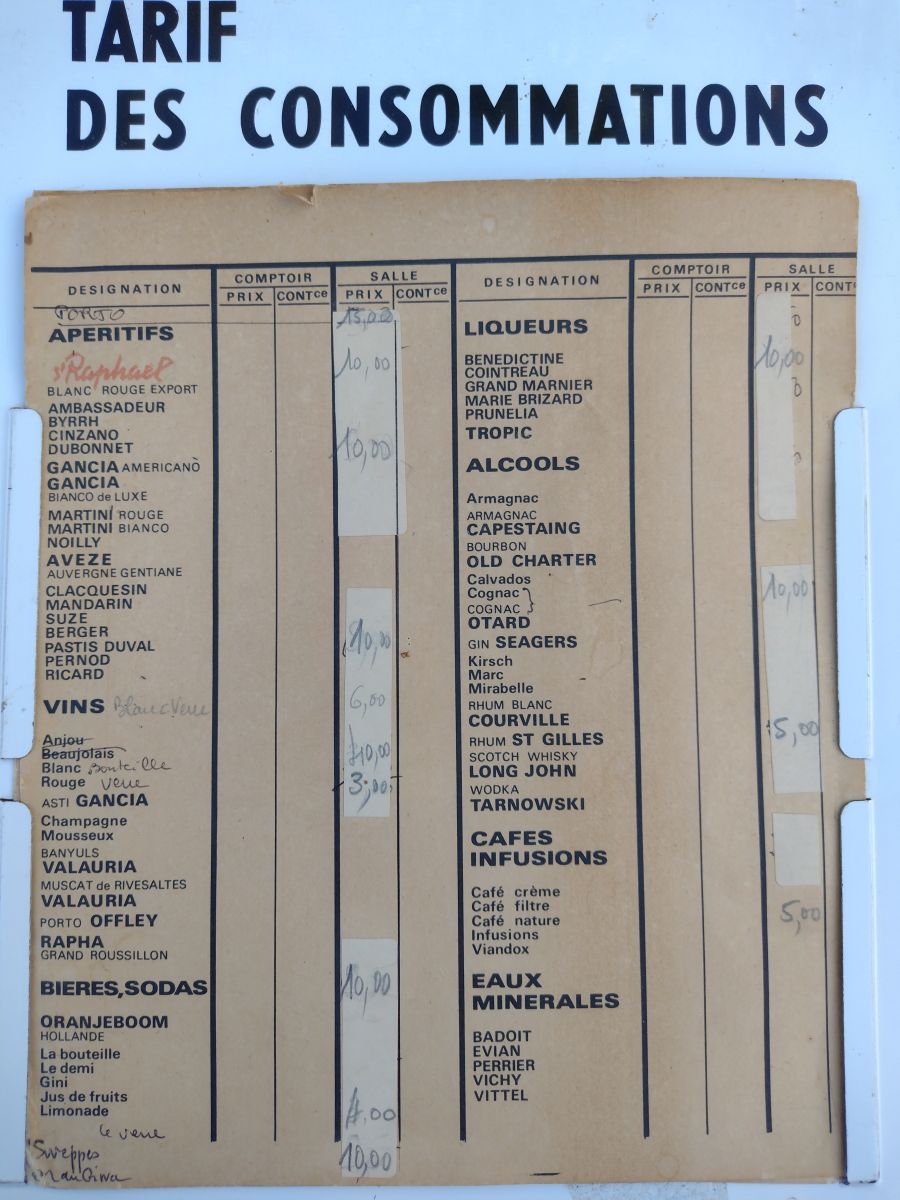 TARIF
DES CONSOMMATIONS
DESIGNATION
COMPTOIR
PRIX CONTce
SALLE
PRIX CONTce
PORTO 15,00
APERITIFS
St Raphael 10,00
BLANC ROUGE EXPORT
AMBASSADEUR
BYRRH
CINZANO
DUBONNET 10,00
GANCIA AMERICANÒ
GANCIA
BIANCO de LUXE
MARTINI ROUGE
MARTINI BIANCO
NOILLY
AVEZE
AUVERGNE GENTIANE
CLACQUESIN
MANDARIN
SUZE
BERGER 10,00
PASTIS DUVAL
PERNOD
RICARD
VINS Blanc Verre 6,00
Anjou
Beaujolais 10,00
Blanc Bouteille
Rouge verre 3,00
ASTI GANCIA
Champagne
Mousseux
BANYULS
VALAURIA
MUSCAT de RIVESALTES
VALAURIA
PORTO OFFLEY
RAPHA
GRAND ROUSSILLON
BIERES, SODAS 10,00
ORANJEBOOM
HOLLANDE
La bouteille
Le demi
Gini
Jus de fruits
Limonade 4.00
le verre
Sweppes 10,00
DESIGNATION
COMPTOIR
PRIX CONTce
SALLE
PRIX CONT
LIQUEURS
BENEDICTINE 10,00
COINTREAU
GRAND MARNIER
MARIE BRIZARD
PRUNELIA
TROPIC
ALCOOLS
Armagnac
ARMAGNAC
CAPESTAING
BOURBON
OLD CHARTER
Calvados
Cognac 10,00
COGNAC
OTARD
GIN SEAGERS
Kirsch
Marc
Mirabelle
RHUM BLANC
COURVILLE
RHUM ST GILLES 15,00
SCOTCH WHISKY
LONG JOHN
WODKA
TARNOWSKI
CAFES
INFUSIONS
Café crème
Café filtre
Café nature 5,00
Infusions
Viandox
EAUX
MINERALES
BADOIT
EVIAN
PERRIER
VICHY
VITTEL